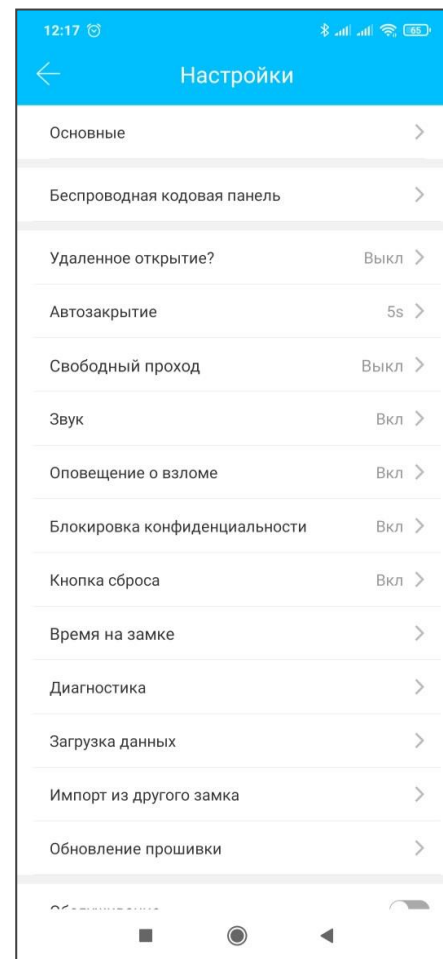 12:17 65
Настройки
Основные
Беспроводная кодовая панель
Удаленное открытие? Выкл
Автозакрытие 5s
Свободный проход Выкл
Звук Вкл
Оповещение о взломе Вкл
Блокировка конфиденциальности Вкл
Кнопка сброса Вкл
Время на замке
Диагностика
Загрузка данных
Импорт из другого замка
Обновление прошивки